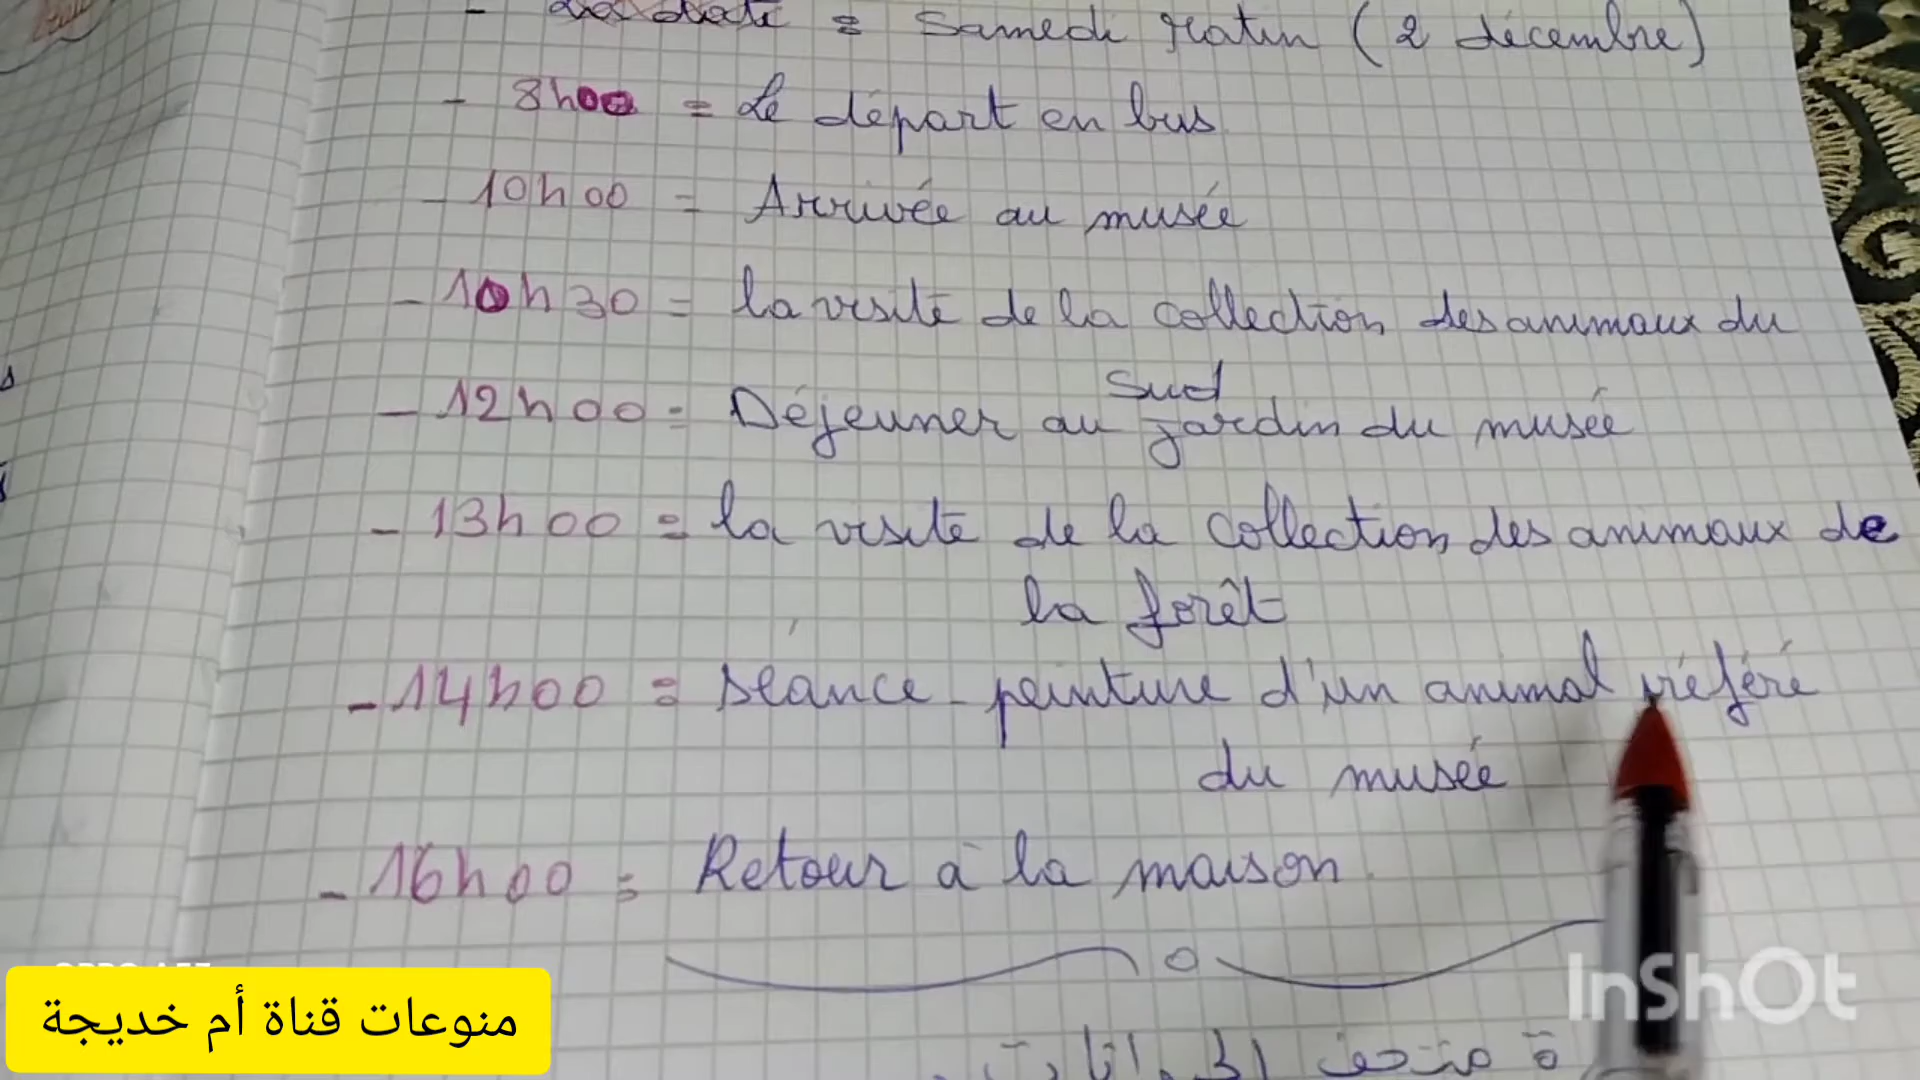 - La date = Samedi Matin (2 décembre)
- 8h00 = Le départ en bus
- 10h00 = Arrivée au musée
- 10h30 = la visite de la collection des animaux du
Sud
- 12h00 = Déjeuner au jardin du musée
- 13h00 = la visite de la collection des animaux de
la forêt
- 14h00 = séance peinture d'un animal préféré
du musée
- 16h00 = Retour à la maison
InShOt
منوعات قناة أم خديجة
متحف